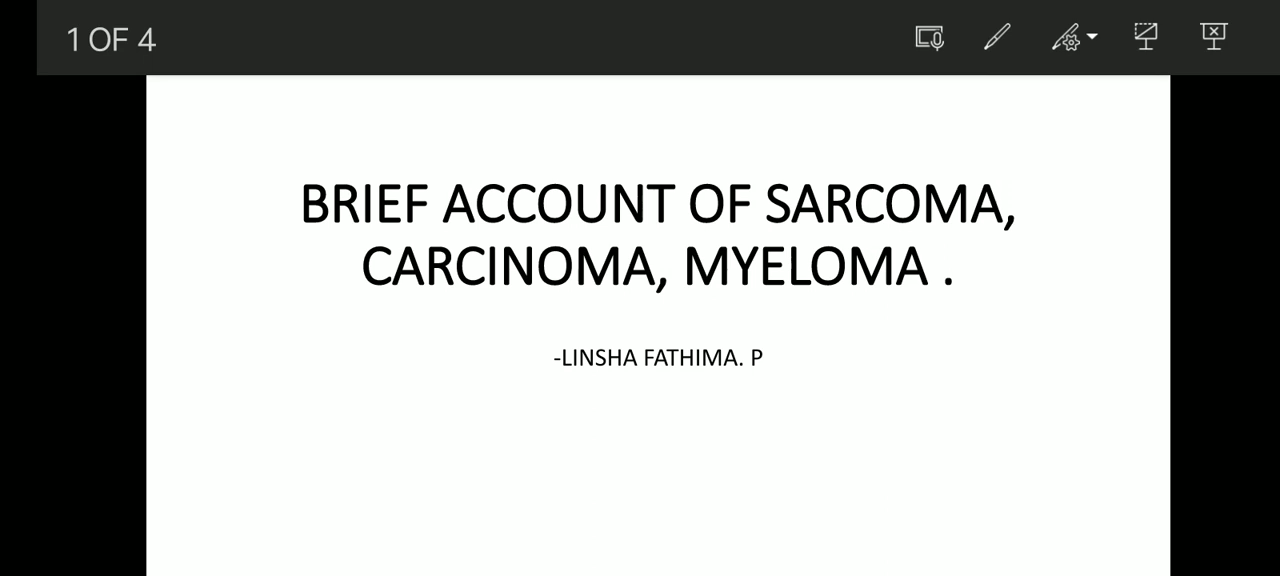 1 OF 4
BRIEF ACCOUNT OF SARCOMA,
CARCINOMA, MYELOMA .
-LINSHA FATHIMA. P